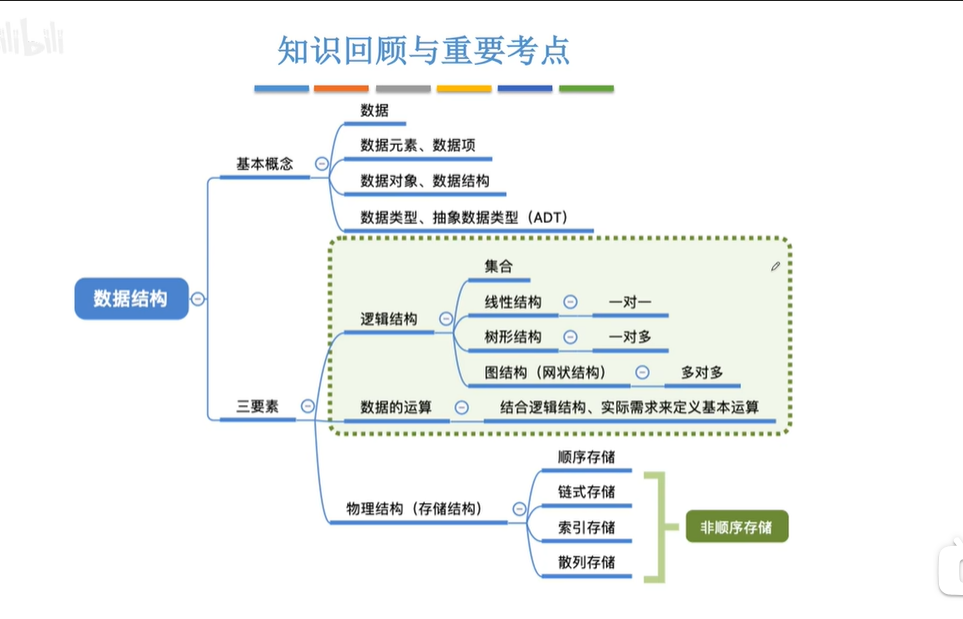 bilibili
知识回顾与重要考点
数据
数据元素、数据项
基本概念
数据对象、数据结构
数据类型、抽象数据类型（ADT）
集合
数据结构
线性结构
一对一
逻辑结构
树形结构
一对多
图结构（网状结构）
多对多
三要素
数据的运算
结合逻辑结构、实际需求来定义基本运算
顺序存储
链式存储
物理结构（存储结构）
索引存储
非顺序存储
散列存储